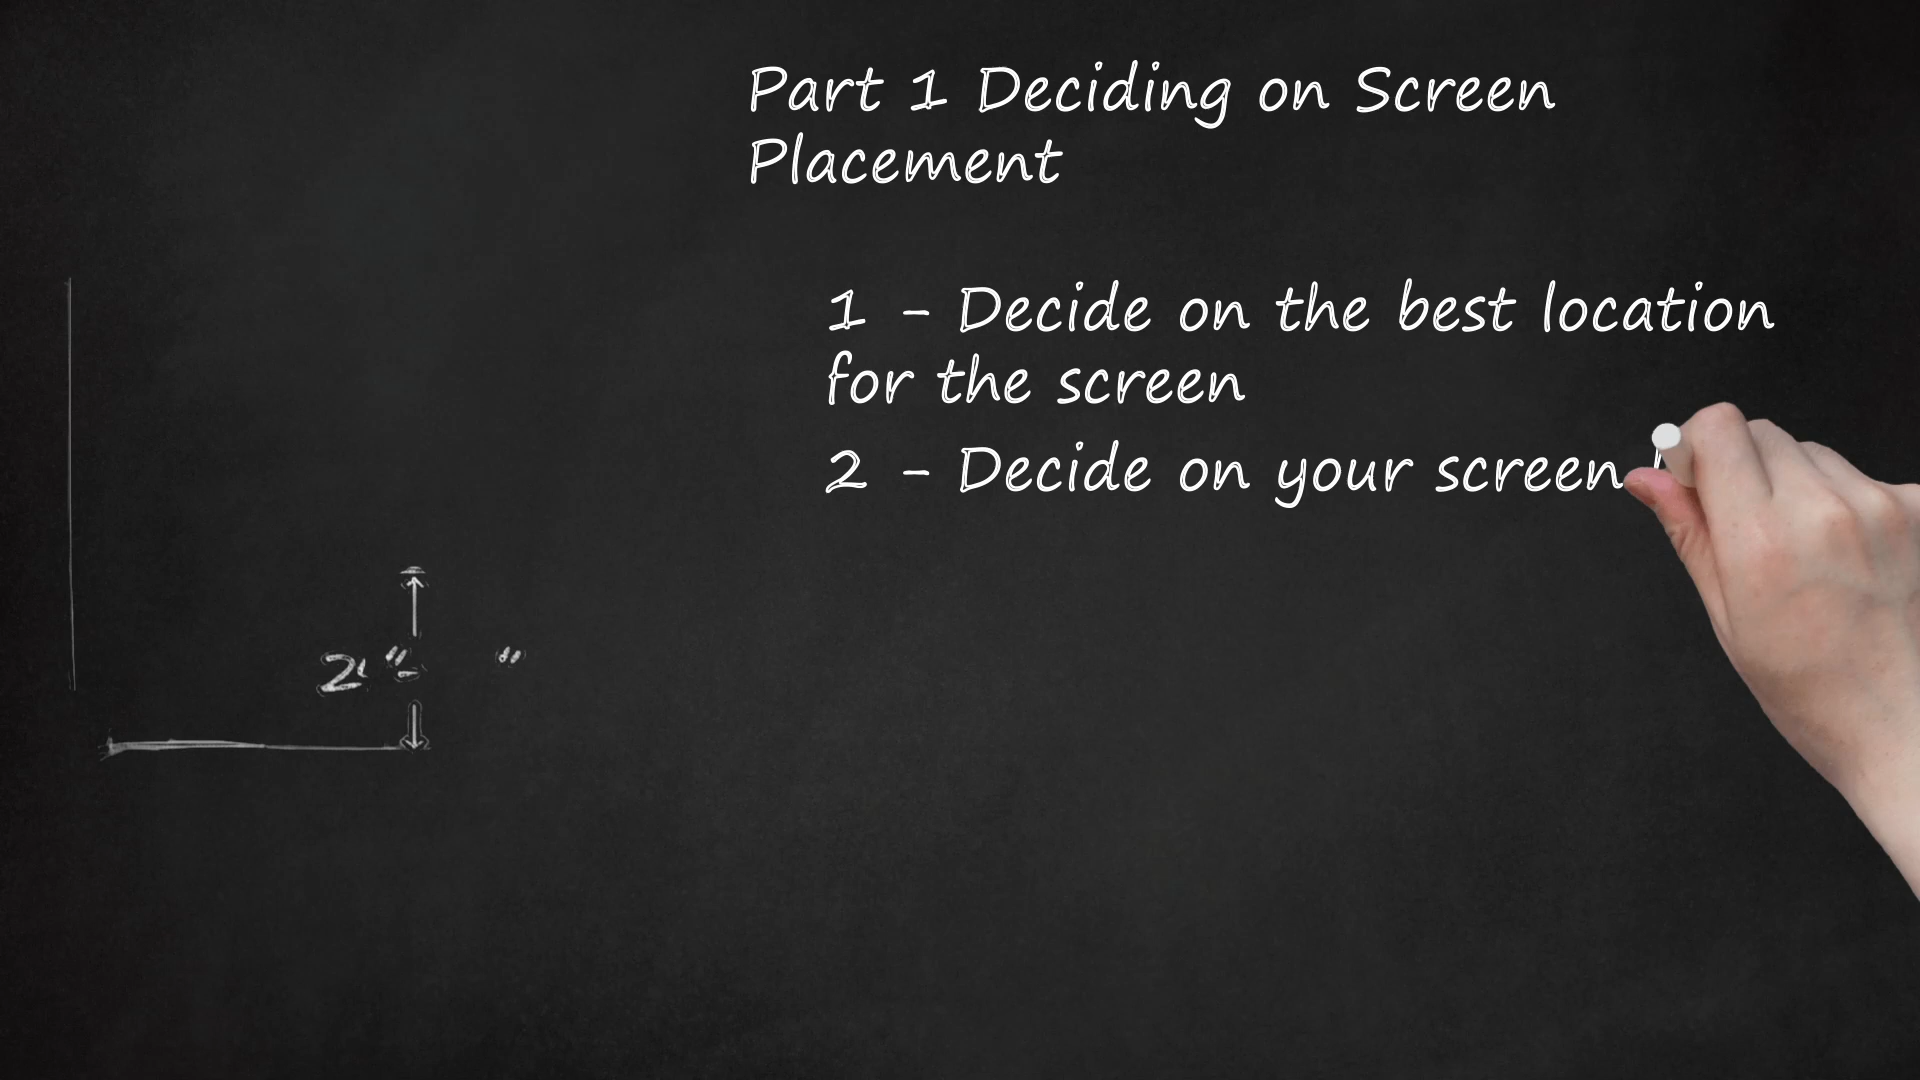 Part 1 Deciding on Screen
Placement
1 - Decide on the best location
for the screen
2 - Decide on your screen
2' "
"